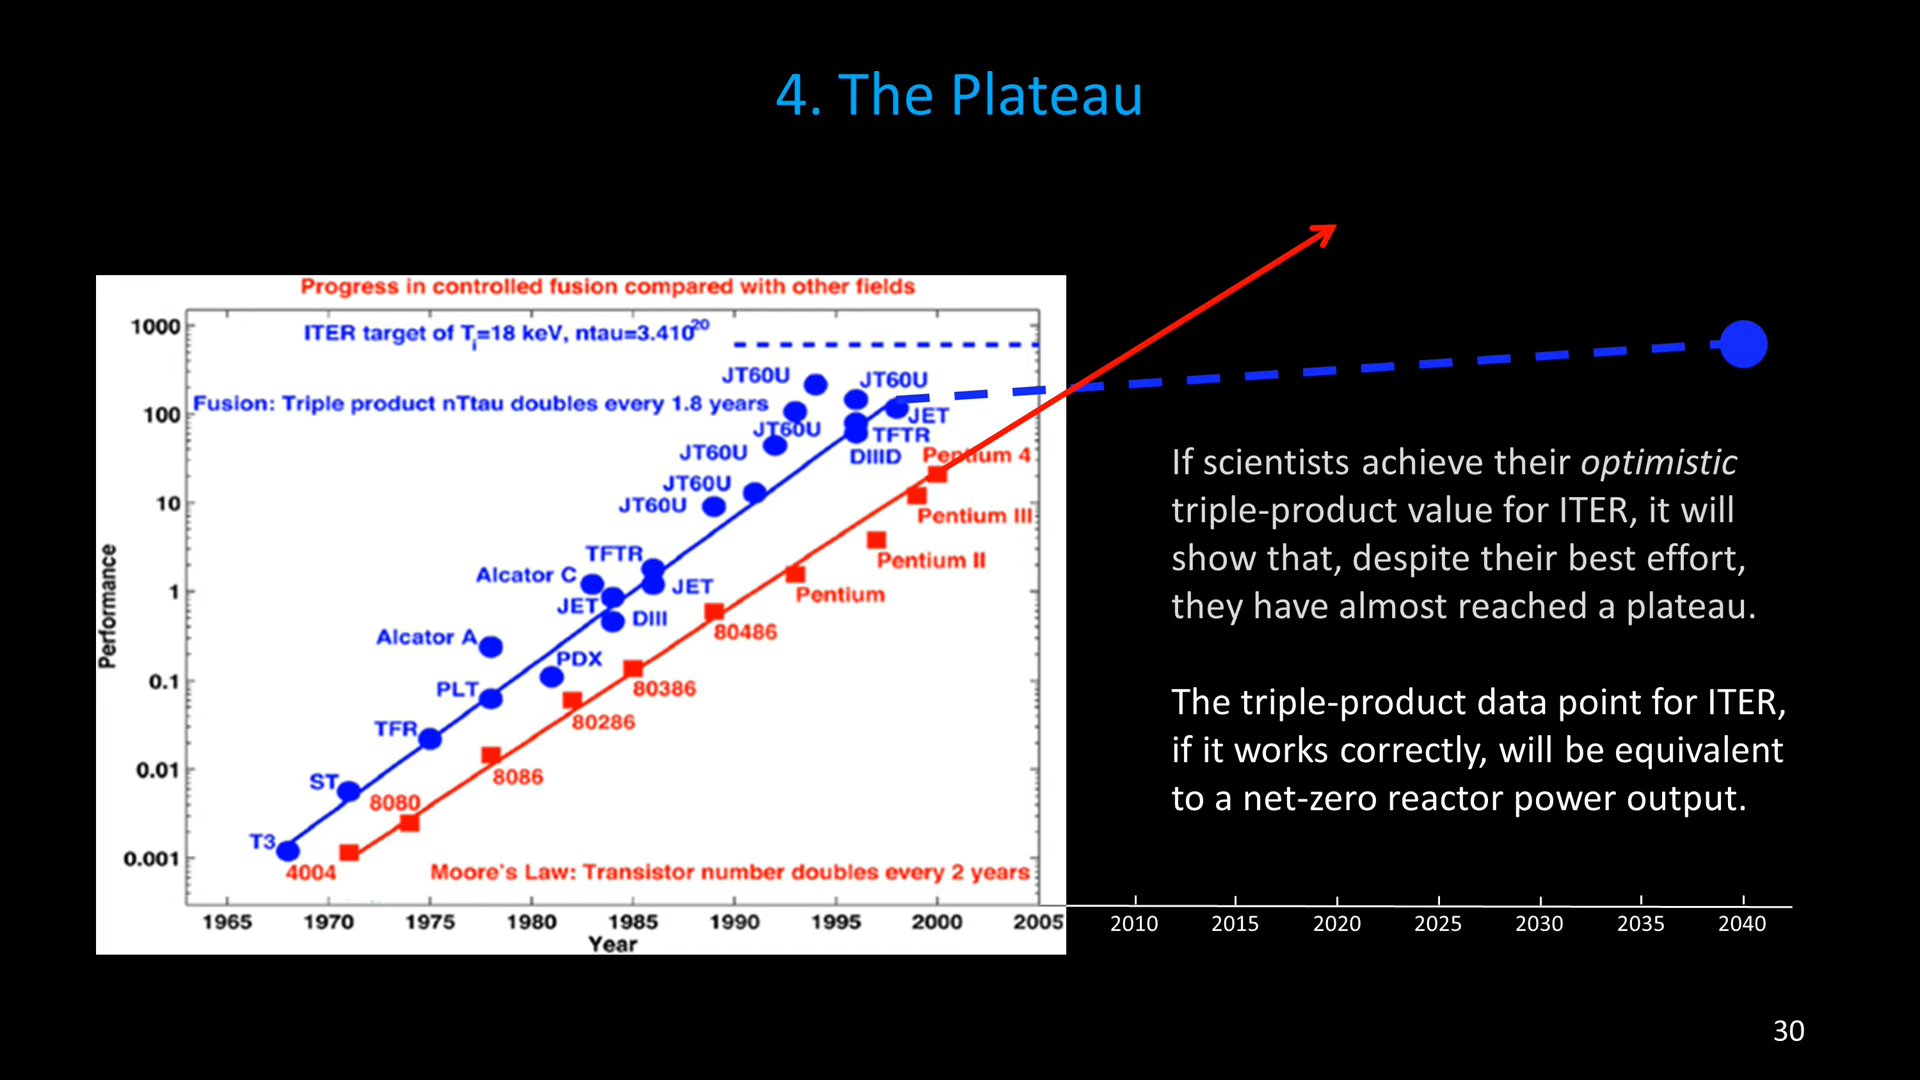 4. The Plateau
Progress in controlled fusion compared with other fields
1000
ITER target of Ti=18 keV, ntau=3.410^20
JT60U
JT60U
Fusion: Triple product nTtau doubles every 1.8 years
100
JET
JT60U
TFTR
JT60U
DIIID
Pentium 4
JT60U
10
JT60U
Pentium III
TFTR
Pentium II
Alcator C
1
JET
Pentium
JET
DIII
80486
Alcator A
Performance
PDX
0.1
PLT
80386
80286
TFR
0.01
8086
ST
8080
T3
0.001
4004
Moore's Law: Transistor number doubles every 2 years
1965 1970 1975 1980 1985 1990 1995 2000 2005 2010 2015 2020 2025 2030 2035 2040
Year
If scientists achieve their optimistic
triple-product value for ITER, it will
show that, despite their best effort,
they have almost reached a plateau.
The triple-product data point for ITER,
if it works correctly, will be equivalent
to a net-zero reactor power output.
30